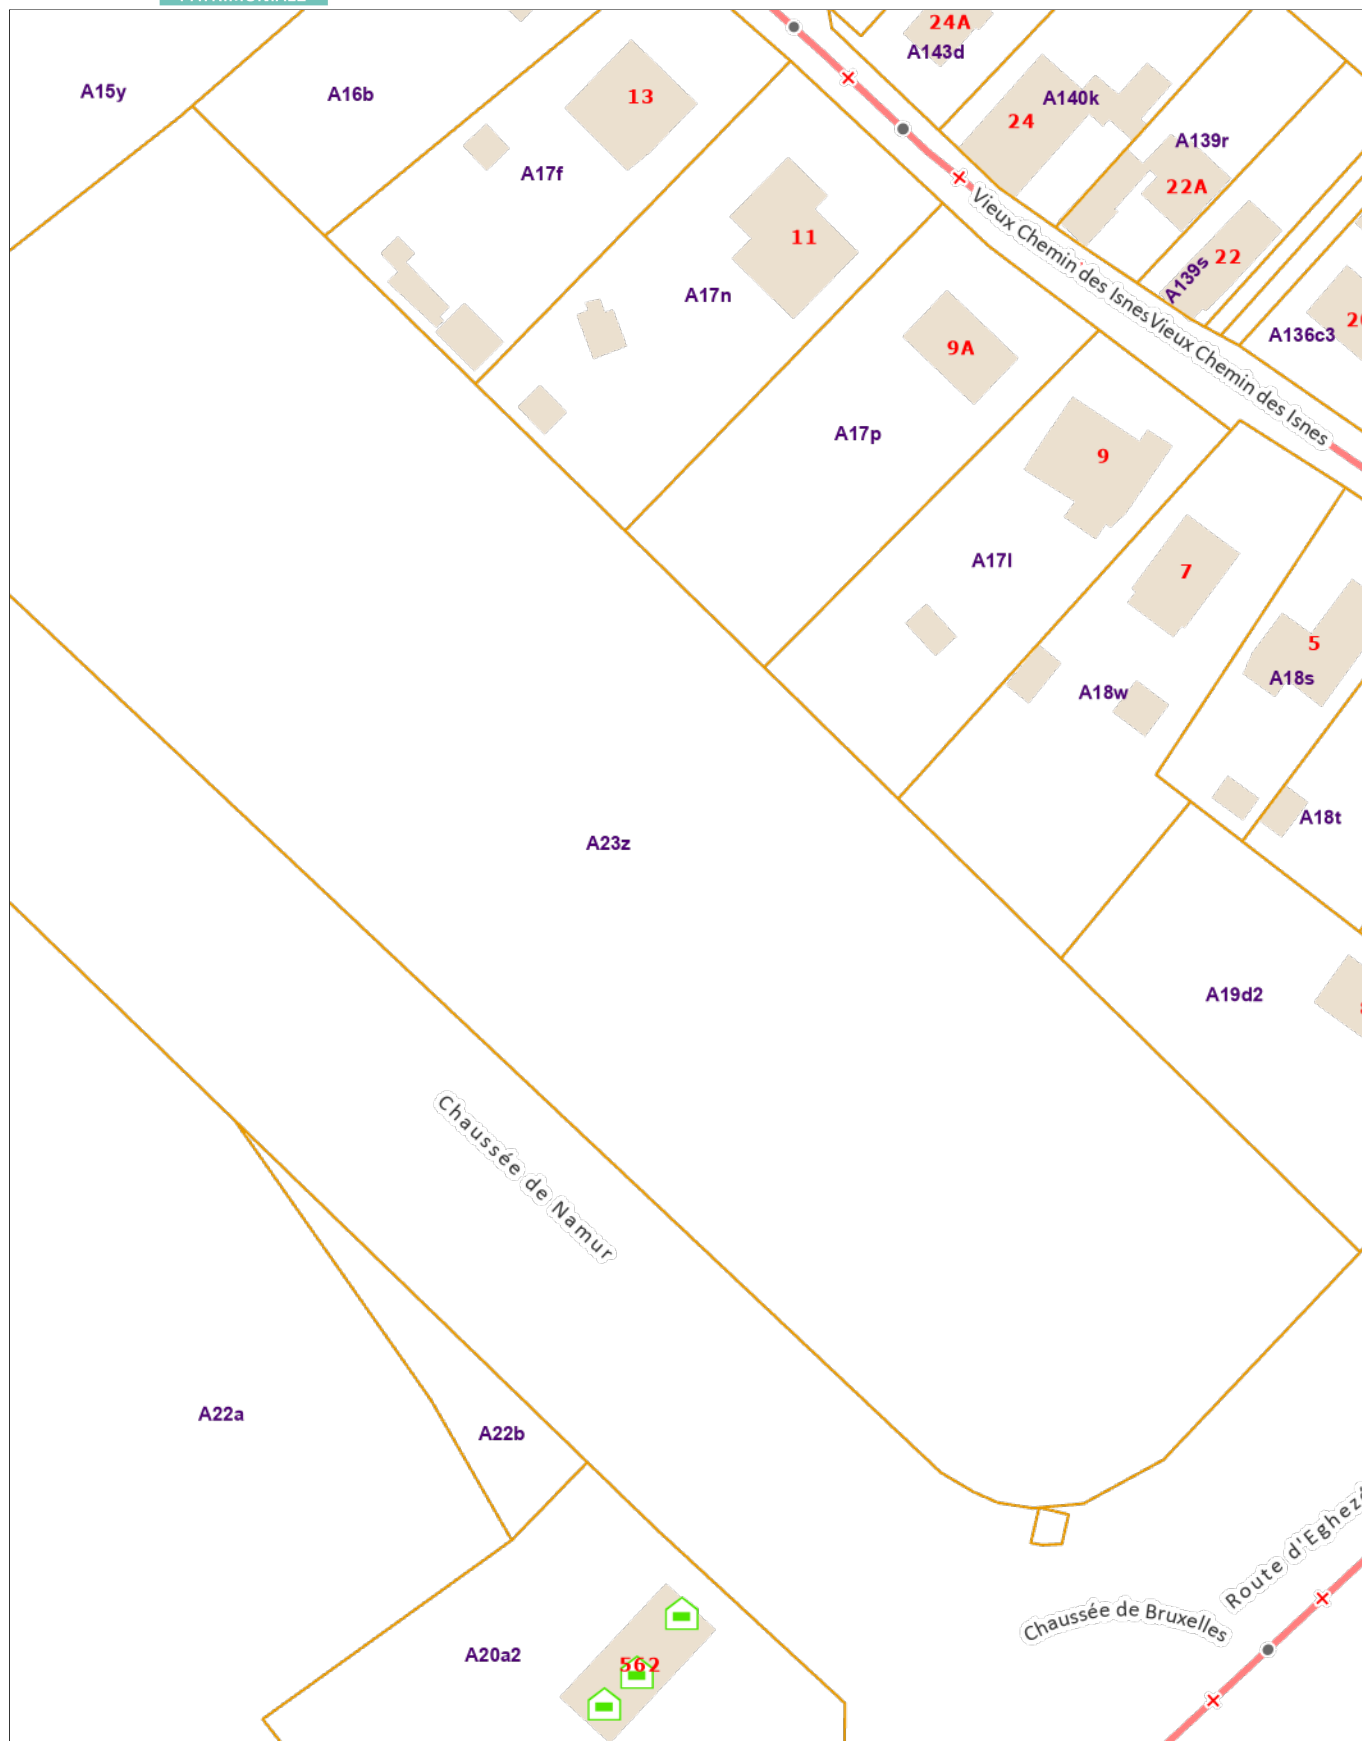 24A
A143d
A15y
A16b
13
A140k
24
A139r
A17f
22A
Vieux Chemin des Isnes
11
22
A139s
A17n
Vieux Chemin des Isnes
A136c3
9A
A17p
9
A17l
7
5
A18s
A18w
A18t
A23z
A19d2
Chaussée de Namur
A22a
A22b
Route
Chaussée de Bruxelles
A20a2
562